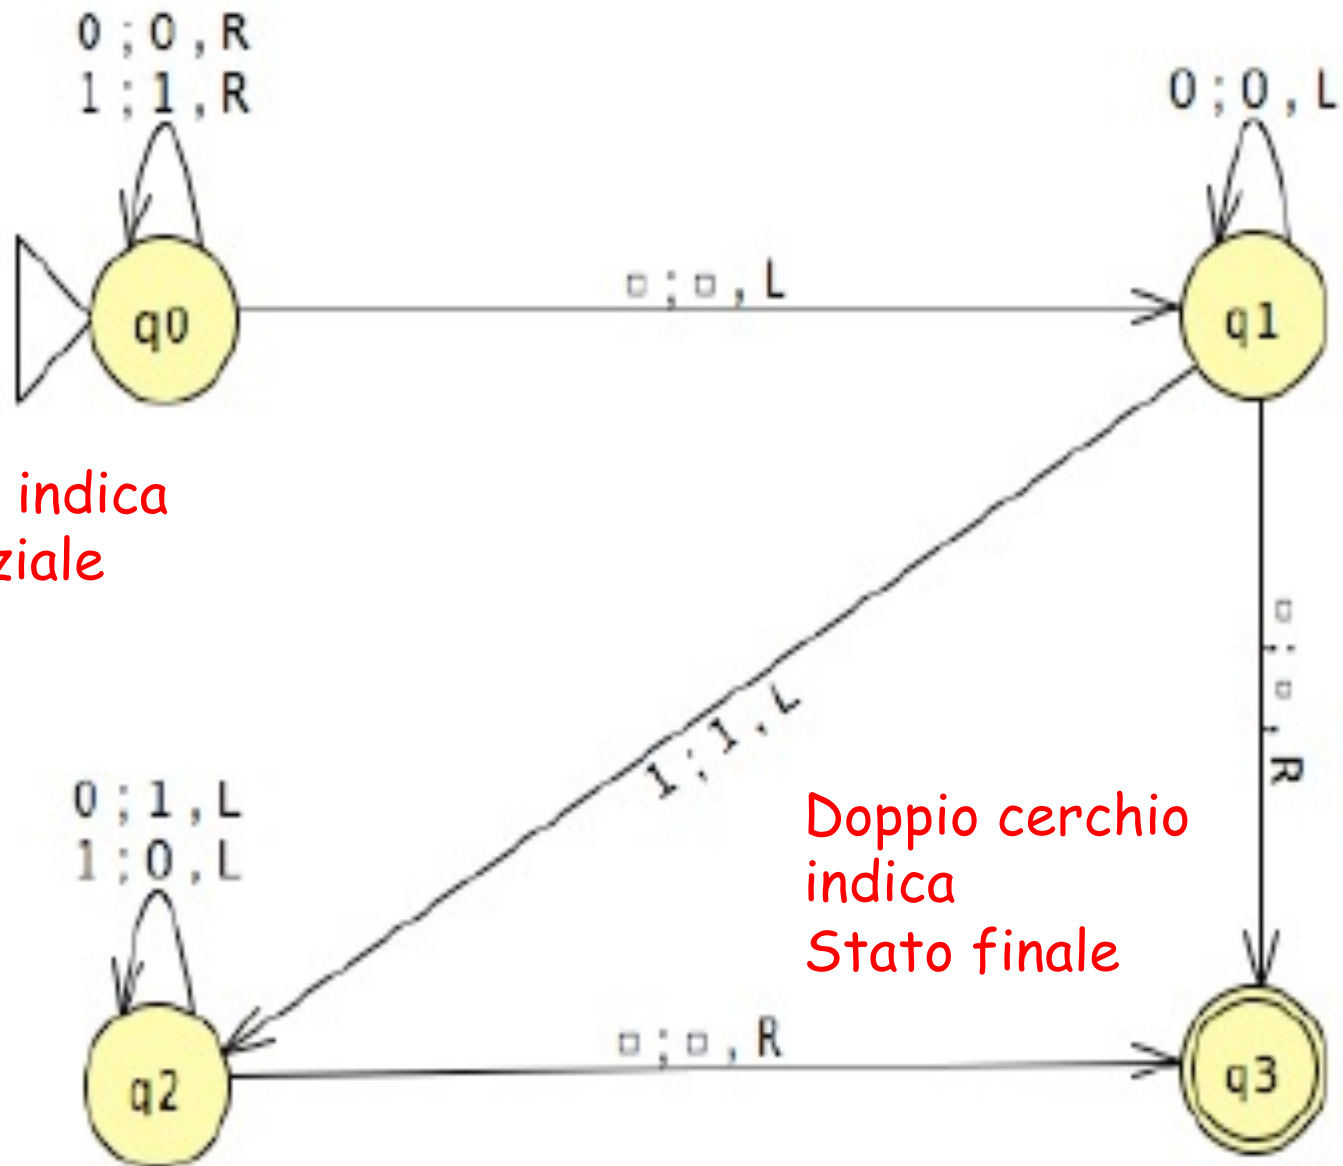 0 ; 0 , R
1 ; 1 , R
0 ; 0 , L
q0
□ ; □ , L
q1
indica
ziale
□ ; □ , R
1 ; 1 , L
0 ; 1 , L
1 ; 0 , L
Doppio cerchio
indica
Stato finale
q2
□ ; □ , R
q3